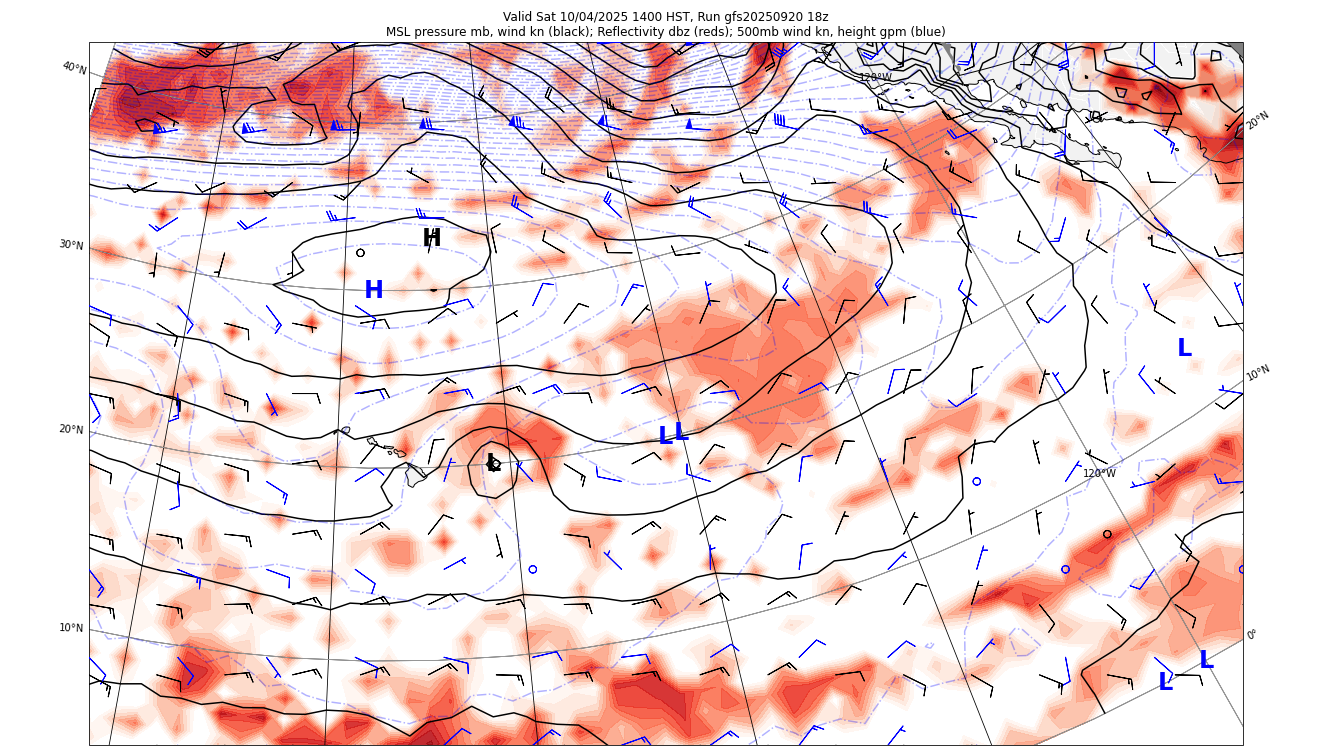 Valid Sat 10/04/2025 1400 HST, Run gfs20250920 18z
MSL pressure mb, wind kn (black); Reflectivity dbz (reds); 500mb wind kn, height gpm (blue)
40°N
120°W
20°N
30°N
H
H
L
10°N
20°N
L L
L
120°W
10°N
0°
L
L